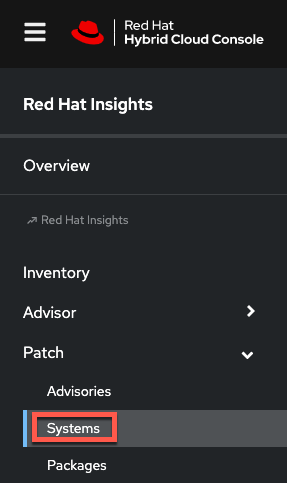 Red Hat
Hybrid Cloud Console
Red Hat Insights
Overview
Red Hat Insights
Inventory
Advisor
Patch
Advisories
Systems
Packages